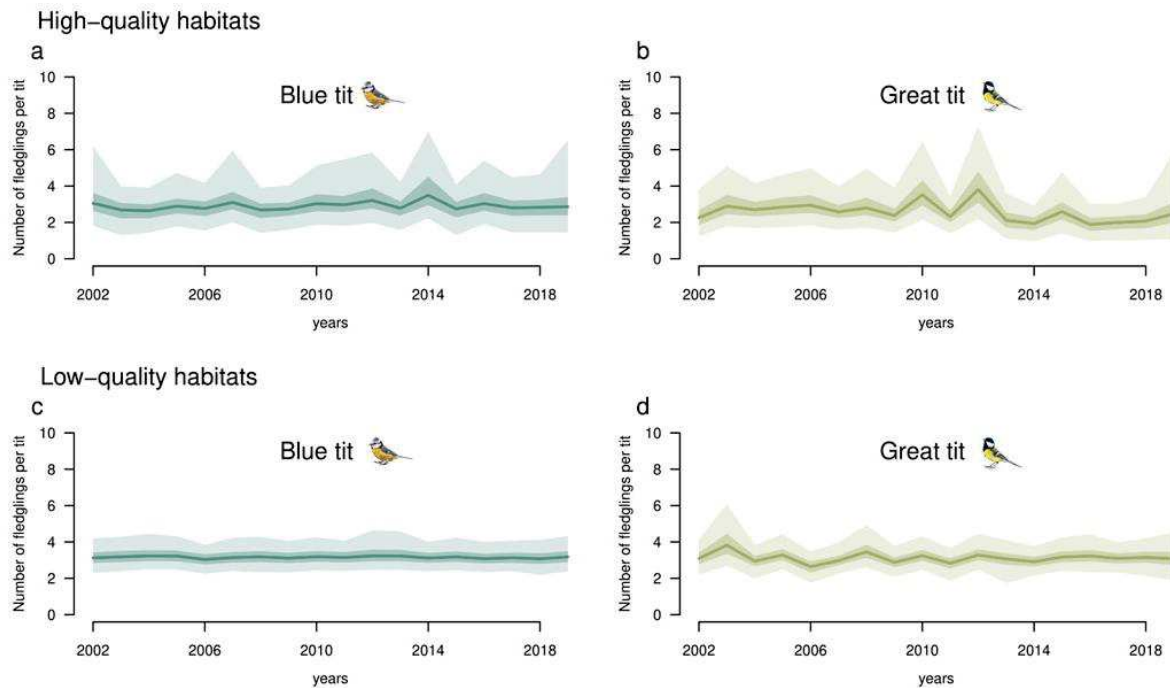 High−quality habitats
a
Blue tit
Number of fledglings per tit
10
8
6
4
2
0
2002 2006 2010 2014 2018
years
b
Great tit
Number of fledglings per tit
10
8
6
4
2
0
2002 2006 2010 2014 2018
years
Low−quality habitats
c
Blue tit
Number of fledglings per tit
10
8
6
4
2
0
2002 2006 2010 2014 2018
years
d
Great tit
Number of fledglings per tit
10
8
6
4
2
0
2002 2006 2010 2014 2018
years